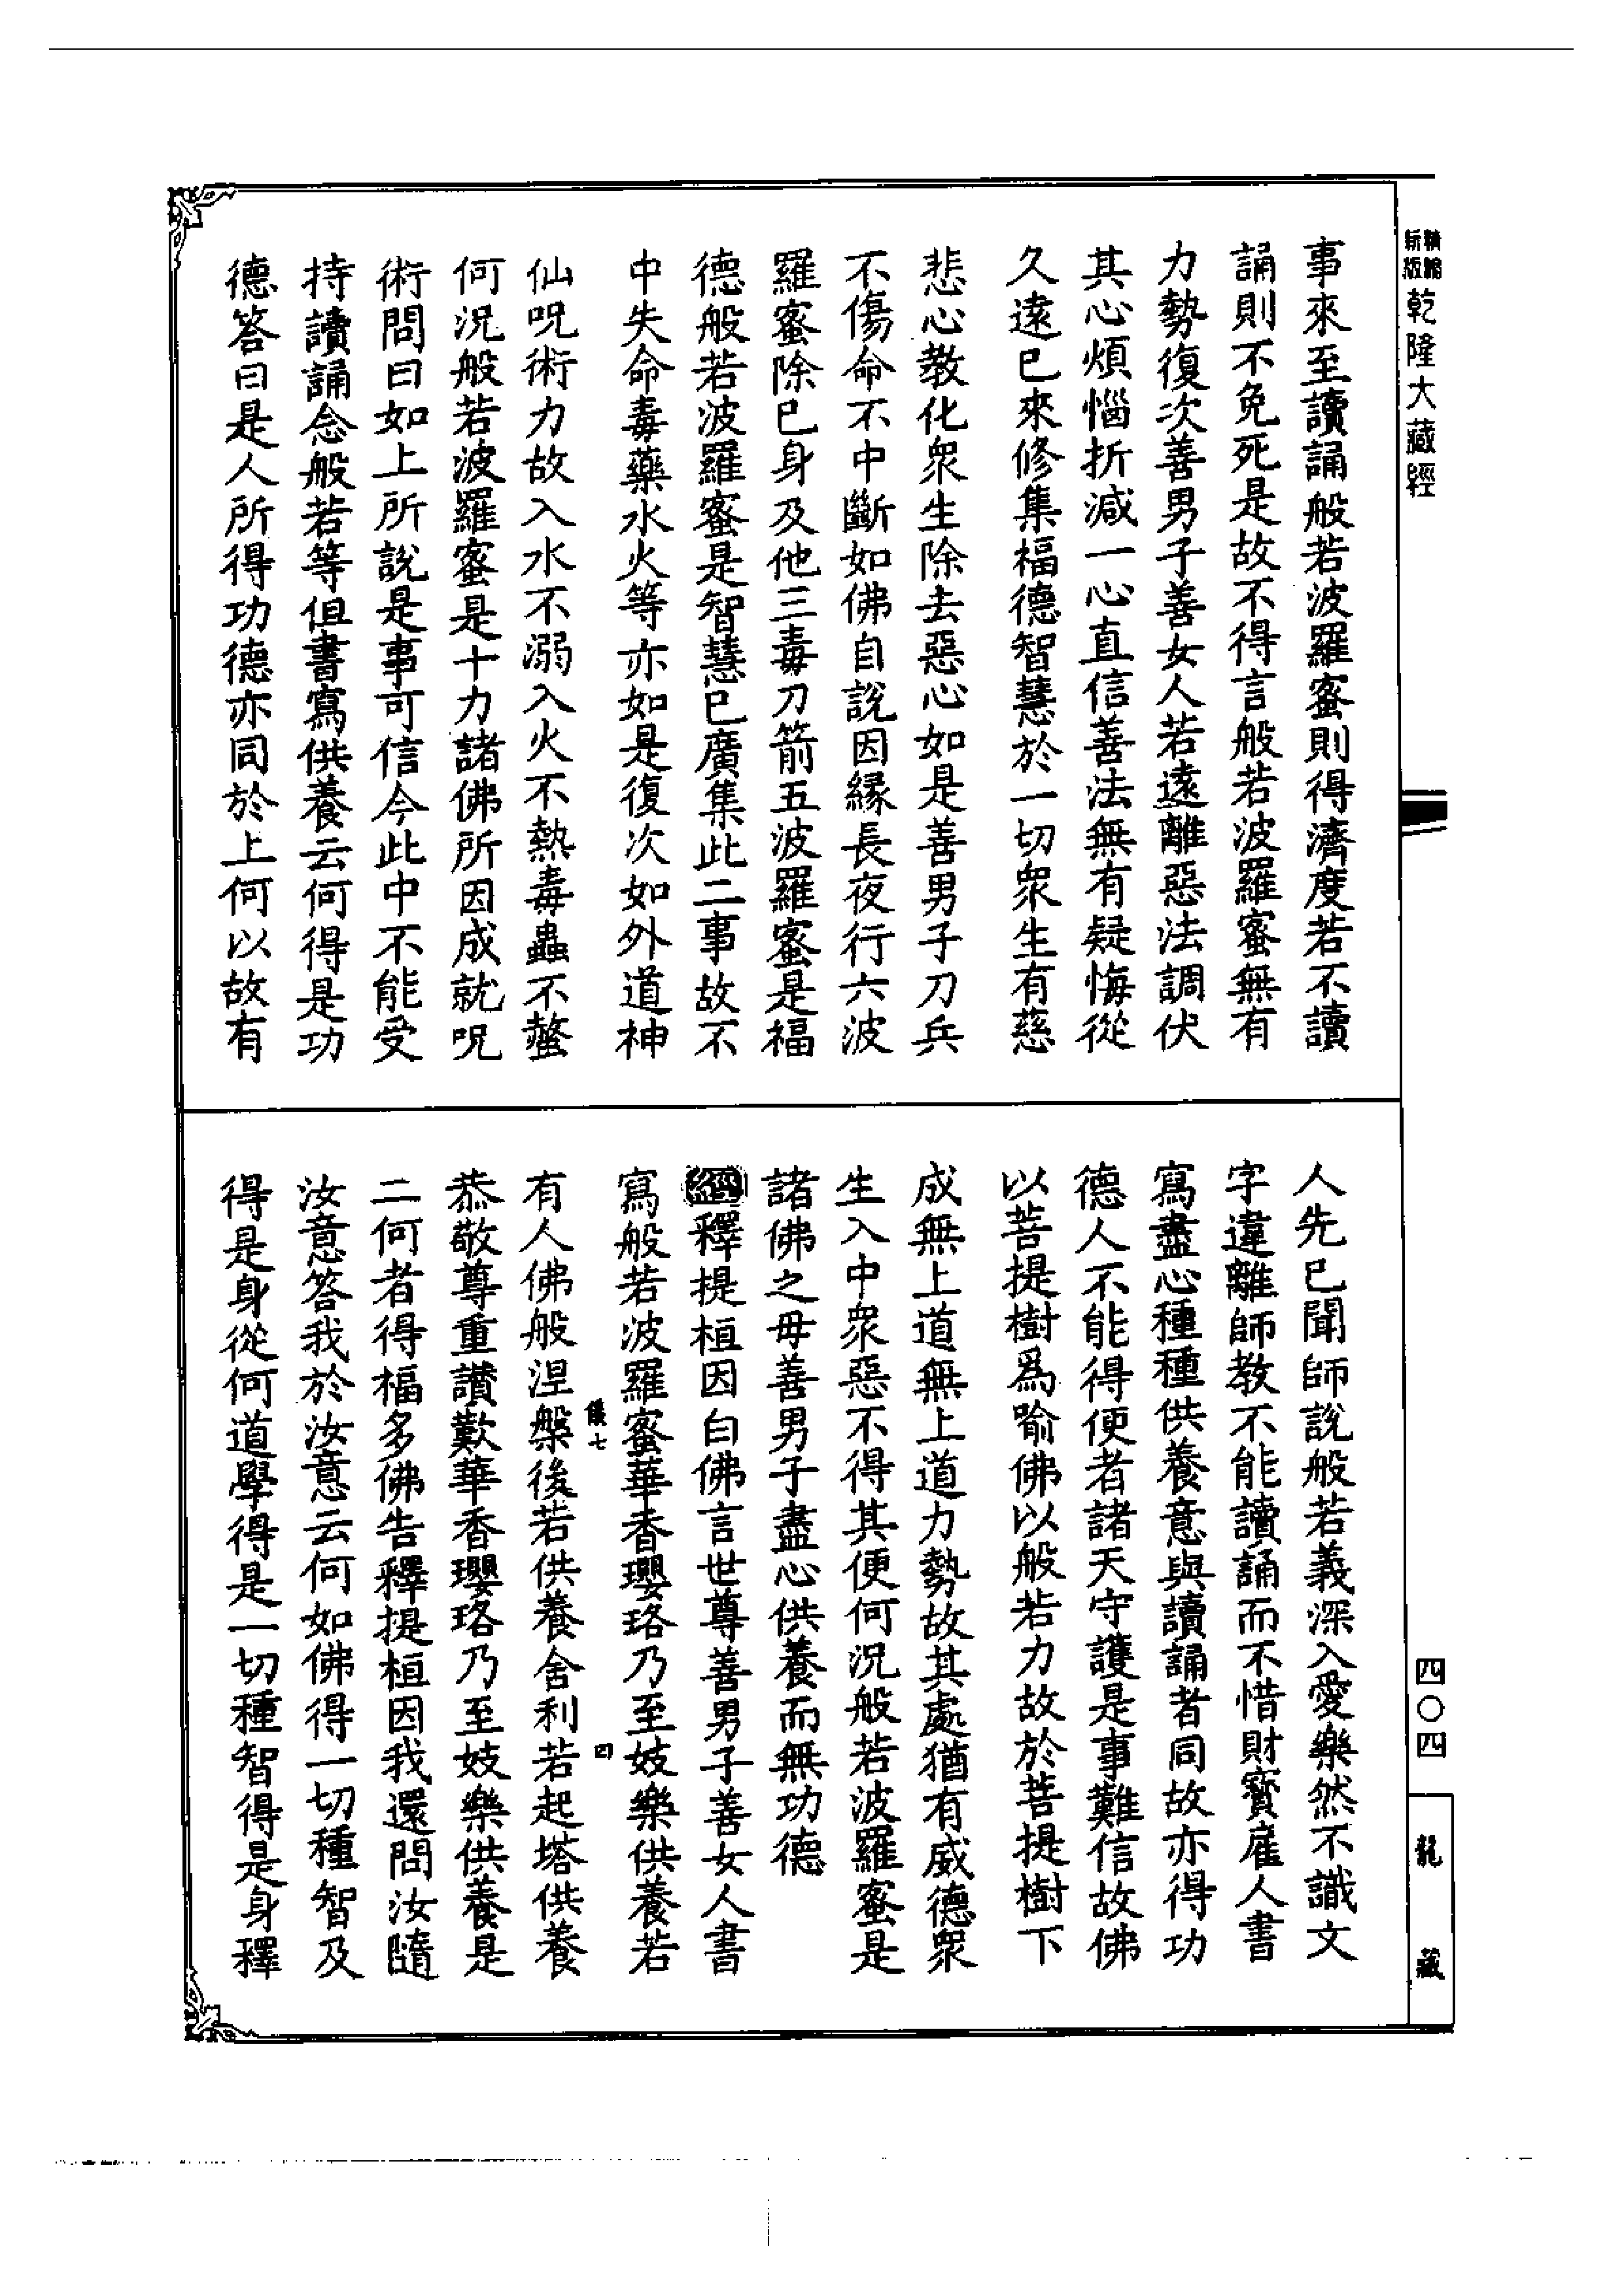 新版精縮乾隆大藏經
事來至讀誦般若波羅蜜則得濟度若不讀
誦則不免死是故不得言般若波羅蜜無有
力勢復次善男子善女人若遠離惡法調伏
其心煩惱折減一心直信善法無有疑悔從
久遠已來修集福德智慧於一切衆生有慈
悲心教化衆生除去惡心如是善男子刀兵
不傷命不中斷如佛自說因緣長夜行六波
羅蜜除已身及他三毒刀箭五波羅蜜是福
德般若波羅蜜是智慧已廣集此二事故不
中失命毒藥水火等亦如是復次如外道神
仙呪術力故入水不溺入火不熱毒蟲不螫
何況般若波羅蜜是十力諸佛所因成就呪
術問曰如上所說是事可信今此中不能受
持讀誦念般若等但書寫供養云何得是功
德答曰是人所得功德亦同於上何以故有
人先已聞師說般若義深入愛樂然不識文
字違離師教不能讀誦而不惜財寶雇人書
寫盡心種種供養意與讀誦者同故亦得功
德人不能得便者諸天守護是事難信故佛
以菩提樹爲喻佛以般若力故於菩提樹下
成無上道無上道力勢故其處猶有威德衆
生入中衆惡不得其便何況般若波羅蜜是
諸佛之母善男子盡心供養而無功德
經釋提桓因白佛言世尊善男子善女人書
寫般若波羅蜜華香瓔珞乃至妓樂供養若
儀七 四
有人佛般涅槃後若供養舍利若起塔供養
恭敬尊重讚歎華香瓔珞乃至妓樂供養是
二何者得福多佛告釋提桓因我還問汝隨
汝意答我於汝意云何如佛得一切種智及
得是身從何道學得是一切種智得是身釋
四〇四
龍藏